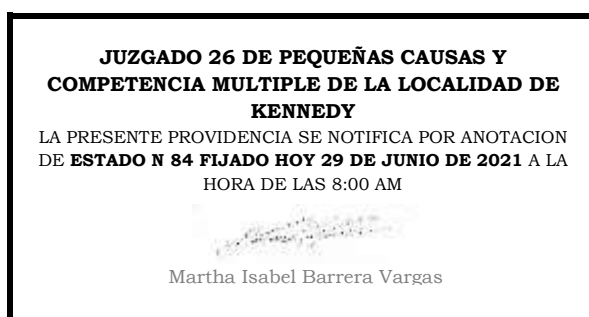 JUZGADO 26 DE PEQUEÑAS CAUSAS Y
COMPETENCIA MULTIPLE DE LA LOCALIDAD DE
KENNEDY
LA PRESENTE PROVIDENCIA SE NOTIFICA POR ANOTACION
DE ESTADO N 84 FIJADO HOY 29 DE JUNIO DE 2021 A LA
HORA DE LAS 8:00 AM
Martha Isabel Barrera Vargas